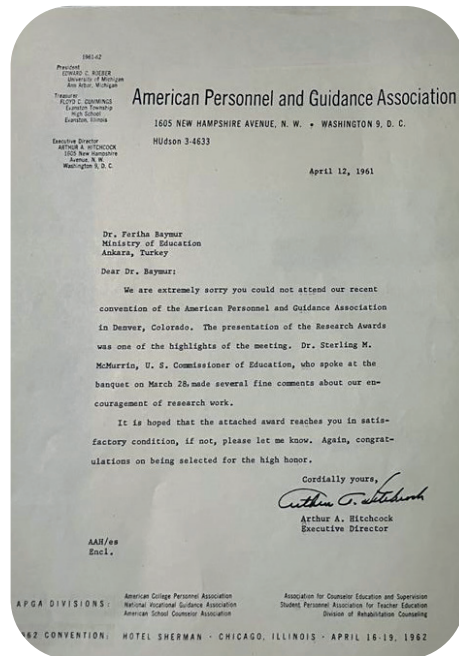 1961-62
President
EDWARD C. ROEBER
University of Michigan
Ann Arbor, Michigan
Treasurer
FLOYD C. CUMMINGS
Evanston Township
High School
Evanston, Illinois
Executive Director
ARTHUR A. HITCHCOCK
1605 New Hampshire
Avenue, N. W.
Washington 9, D. C.
American Personnel and Guidance Association
1605 NEW HAMPSHIRE AVENUE, N. W. • WASHINGTON 9, D. C.
HUdson 3-4633
April 12, 1961
Dr. Feriha Baymur
Ministry of Education
Ankara, Turkey
Dear Dr. Baymur:
We are extremely sorry you could not attend our recent
convention of the American Personnel and Guidance Association
in Denver, Colorado. The presentation of the Research Awards
was one of the highlights of the meeting. Dr. Sterling M.
McMurrin, U. S. Commissioner of Education, who spoke at the
banquet on March 28, made several fine comments about our en-
couragement of research work.
It is hoped that the attached award reaches you in satis-
factory condition, if not, please let me know. Again, congrat-
ulations on being selected for the high honor.
Cordially yours,
Arthur A. Hitchcock
Arthur A. Hitchcock
Executive Director
AAH/es
Encl.
APGA DIVISIONS:
American College Personnel Association
National Vocational Guidance Association
American School Counselor Association
Association for Counselor Education and Supervision
Student Personnel Association for Teacher Education
Division of Rehabilitation Counseling
62 CONVENTION: HOTEL SHERMAN - CHICAGO, ILLINOIS - APRIL 16-19, 1962